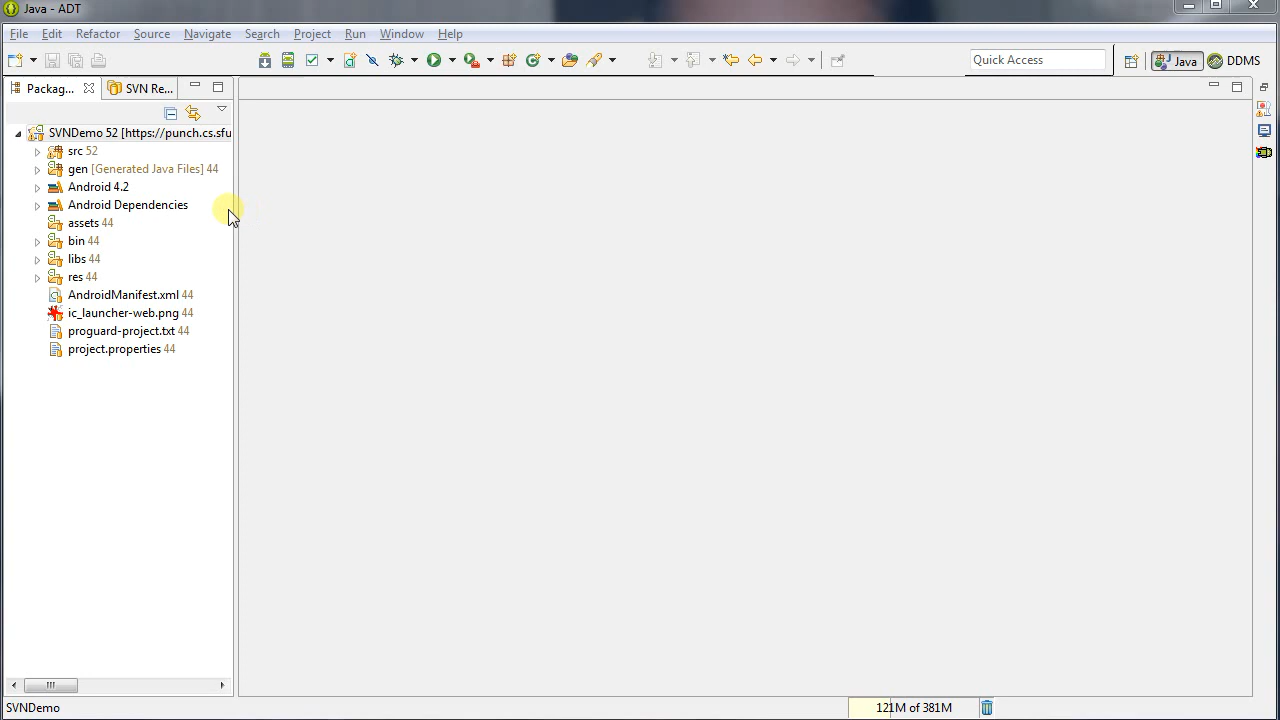 Java - ADT
File Edit Refactor Source Navigate Search Project Run Window Help
Quick Access
Java
DDMS
Packag...
SVN Re...
SVNDemo 52 [https://punch.cs.sfu
src 52
gen [Generated Java Files] 44
Android 4.2
Android Dependencies
assets 44
bin 44
libs 44
res 44
AndroidManifest.xml 44
ic_launcher-web.png 44
proguard-project.txt 44
project.properties 44
SVNDemo
121M of 381M